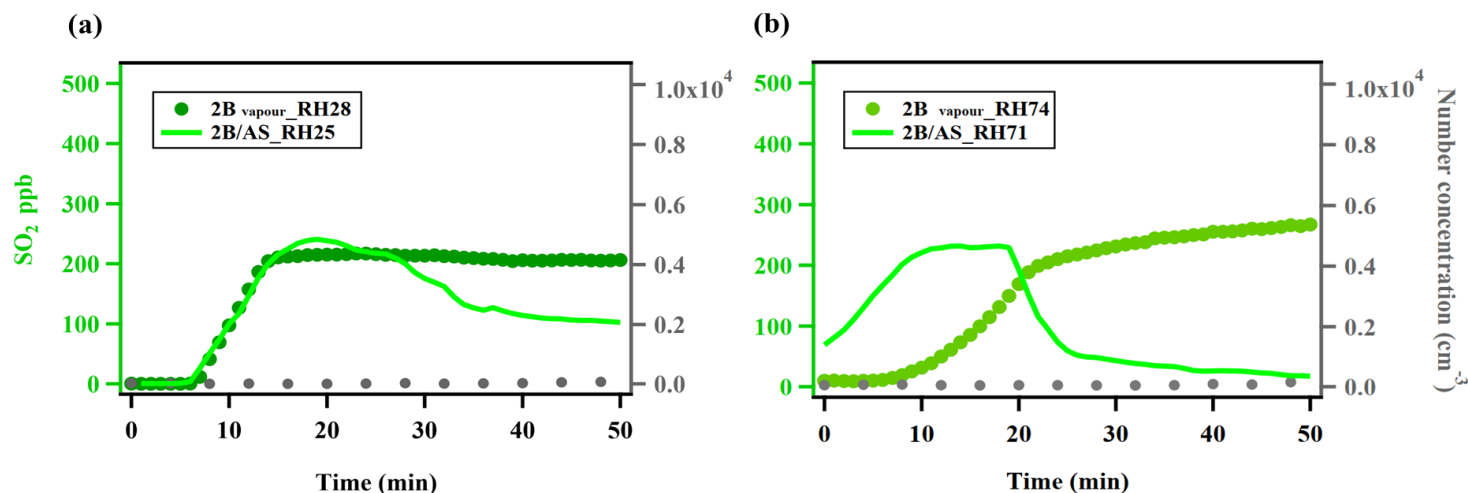 (a)
500
400
300
200
100
0
SO2 ppb
2B vapour_RH28
2B/AS_RH25
1.0x10^4
0.8
0.6
0.4
0.2
0.0
0 10 20 30 40 50
Time (min)
(b)
500
400
300
200
100
0
2B vapour_RH74
2B/AS_RH71
1.0x10^4
0.8
0.6
0.4
0.2
0.0
Number concentration (cm^-3)
0 10 20 30 40 50
Time (min)